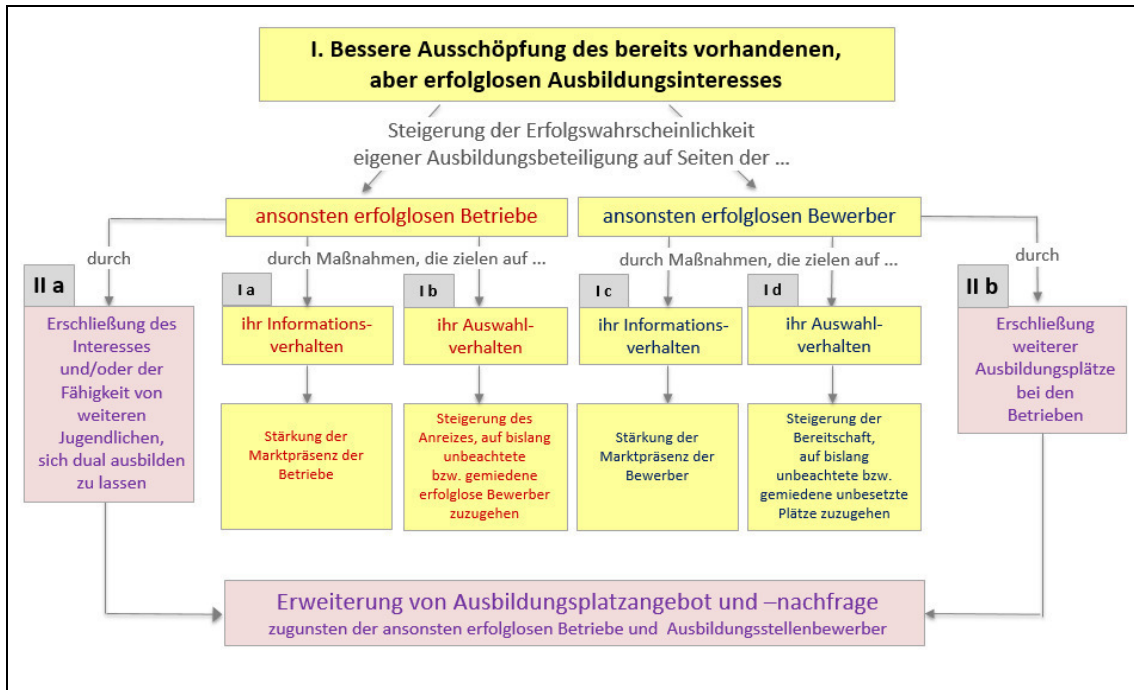 I. Bessere Ausschöpfung des bereits vorhandenen,
aber erfolglosen Ausbildungsinteresses
Steigerung der Erfolgswahrscheinlichkeit
eigener Ausbildungsbeteiligung auf Seiten der ...
ansonsten erfolglosen Betriebe
ansonsten erfolglosen Bewerber
durch
durch Maßnahmen, die zielen auf ...
durch Maßnahmen, die zielen auf ...
durch
II a
Erschließung des
Interesses
und/oder der
Fähigkeit von
weiteren
Jugendlichen,
sich dual ausbilden
zu lassen
I a
ihr Informations-
verhalten
I b
ihr Auswahl-
verhalten
I c
ihr Informations-
verhalten
I d
ihr Auswahl-
verhalten
II b
Erschließung
weiterer
Ausbildungsplätze
bei den
Betrieben
Stärkung der
Marktpräsenz der
Betriebe
Steigerung des
Anreizes, auf bislang
unbeachtete
bzw. gemiedene
erfolglose Bewerber
zuzugehen
Stärkung der
Marktpräsenz der
Bewerber
Steigerung der
Bereitschaft,
auf bislang
unbeachtete bzw.
gemiedene unbesetzte
Plätze zuzugehen
Erweiterung von Ausbildungsplatzangebot und –nachfrage
zugunsten der ansonsten erfolglosen Betriebe und Ausbildungsstellenbewerber